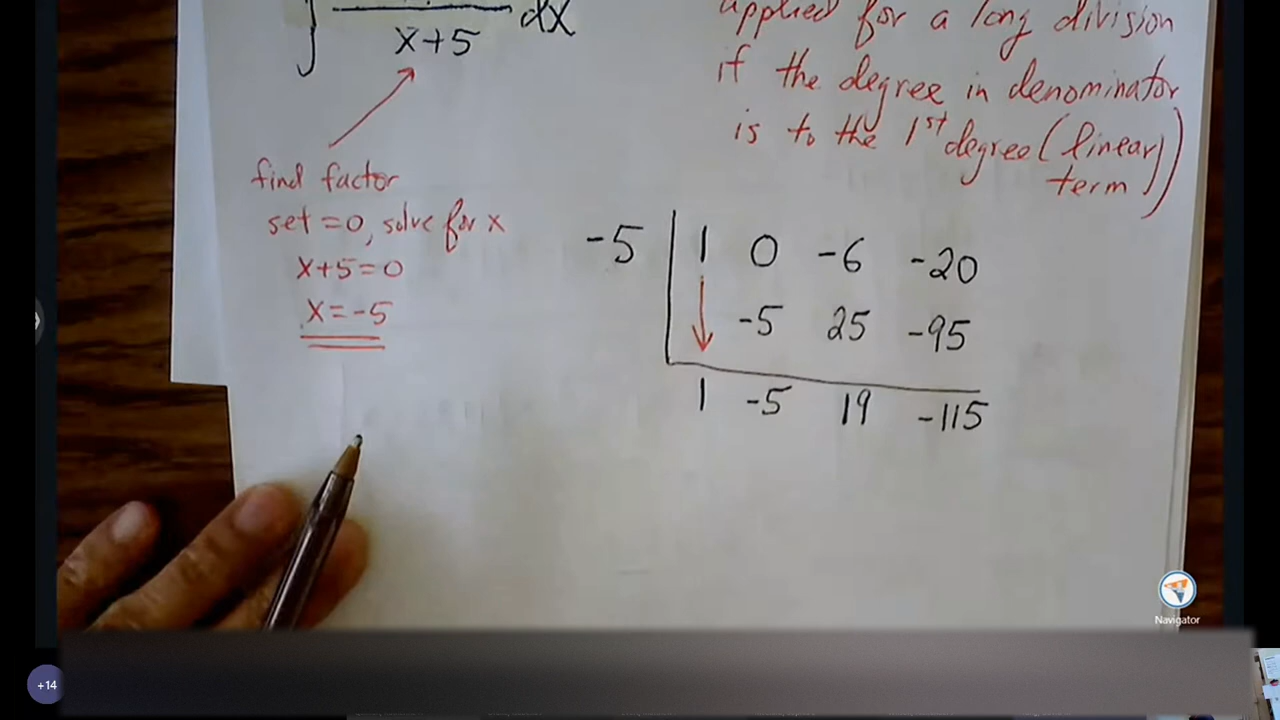 ∫ dx
x+5
applied for a long division
if the degree in denominator
is to the 1st degree (linear)
term
find factor
set = 0, solve for x
x+5=0
x=-5
-5 | 1 0 -6 -20
-5 25 -95
1 -5 19 -115
Navigator
+14